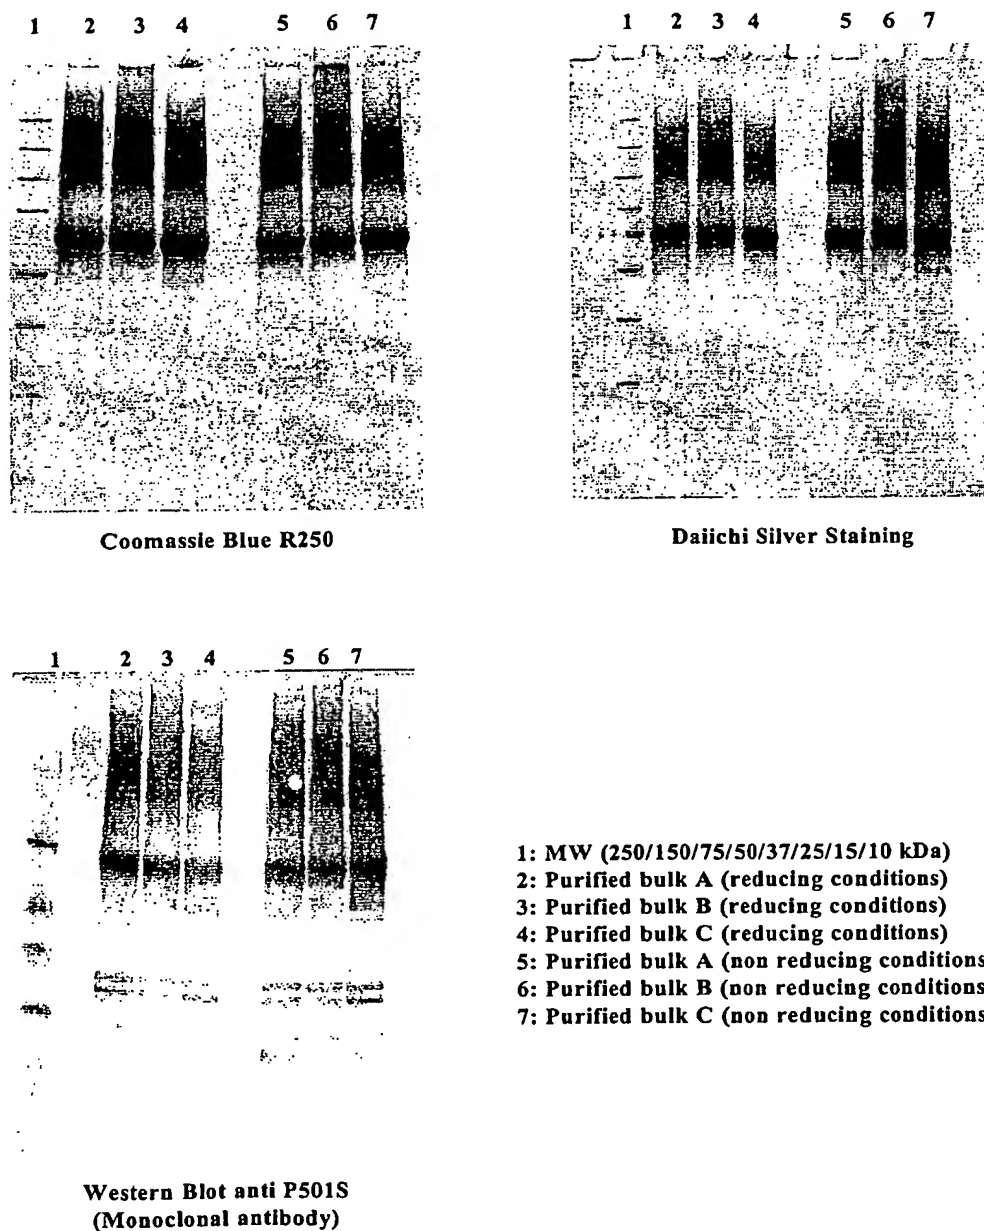 1 2 3 4 5 6 7
1 2 3 4 5 6 7
Coomassie Blue R250
Daiichi Silver Staining
1 2 3 4 5 6 7
1: MW (250/150/75/50/37/25/15/10 kDa)
2: Purified bulk A (reducing conditions)
3: Purified bulk B (reducing conditions)
4: Purified bulk C (reducing conditions)
5: Purified bulk A (non reducing conditions
6: Purified bulk B (non reducing conditions
7: Purified bulk C (non reducing conditions
Western Blot anti P501S
(Monoclonal antibody)